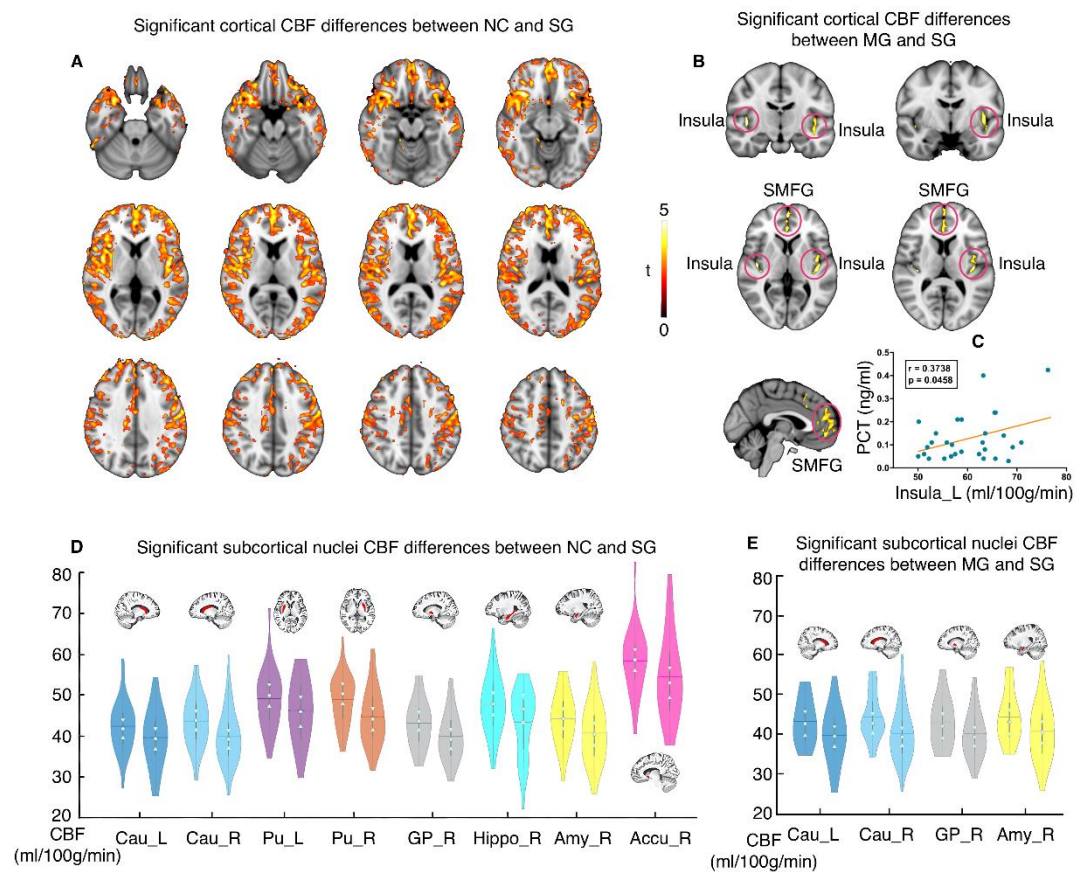 Significant cortical CBF differences between NC and SG
A
5
t
0
Significant cortical CBF differences
between MG and SG
B
Insula
Insula
Insula
SMFG
SMFG
Insula
Insula
Insula
SMFG
C
r = 0.3738
p = 0.0458
PCT (ng/ml)
0.5
0.4
0.3
0.2
0.1
0.0
50 60 70 80
Insula_L (ml/100g/min)
D
Significant subcortical nuclei CBF differences between NC and SG
80
70
60
50
40
30
20
CBF
(ml/100g/min)
Cau_L Cau_R Pu_L Pu_R GP_R Hippo_R Amy_R Accu_R
E
Significant subcortical nuclei CBF
differences between MG and SG
80
70
60
50
40
30
20
CBF
(ml/100g/min)
Cau_L Cau_R GP_R Amy_R